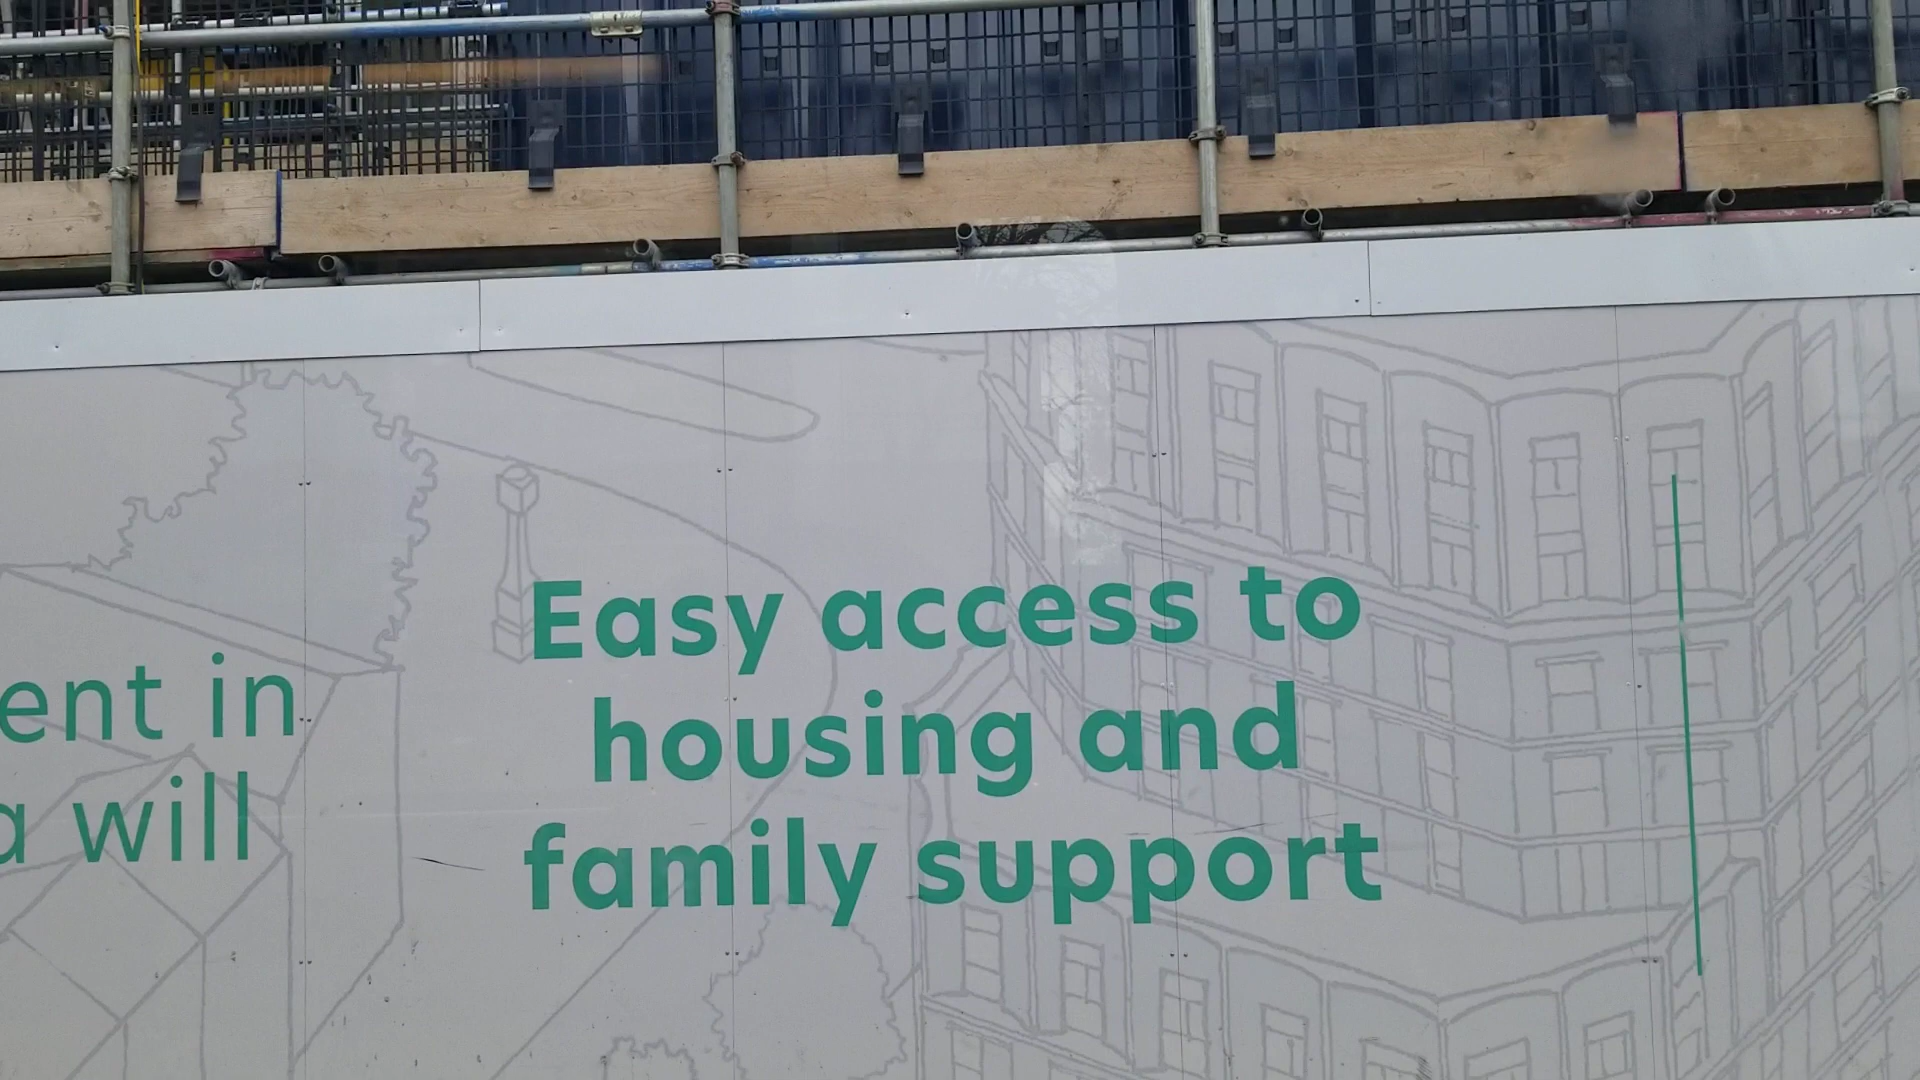 ent in
a will
Easy access to
housing and
family support